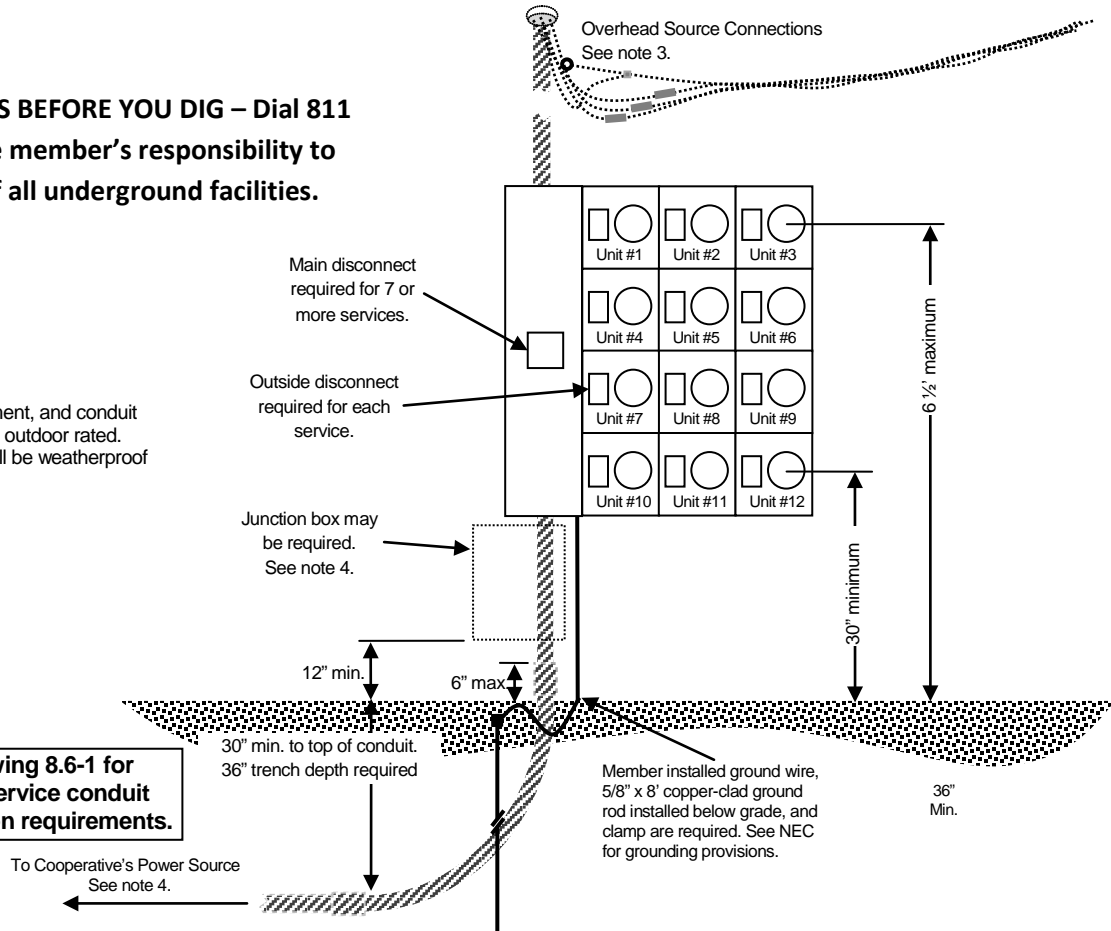 Overhead Source Connections
See note 3.
S BEFORE YOU DIG – Dial 811
member's responsibility to
all underground facilities.
Main disconnect
required for 7 or
more services.
Outside disconnect
required for each
service.
Unit #1
Unit #2
Unit #3
Unit #4
Unit #5
Unit #6
Unit #7
Unit #8
Unit #9
Unit #10
Unit #11
Unit #12
6 ½' maximum
30” minimum
ent, and conduit
outdoor rated.
be weatherproof
Junction box may
be required.
See note 4.
12” min.
6” max
30” min. to top of conduit.
36” trench depth required
ving 8.6-1 for
ervice conduit
on requirements.
Member installed ground wire,
5/8” x 8’ copper-clad ground
rod installed below grade, and
clamp are required. See NEC
for grounding provisions.
36”
Min.
To Cooperative’s Power Source
See note 4.